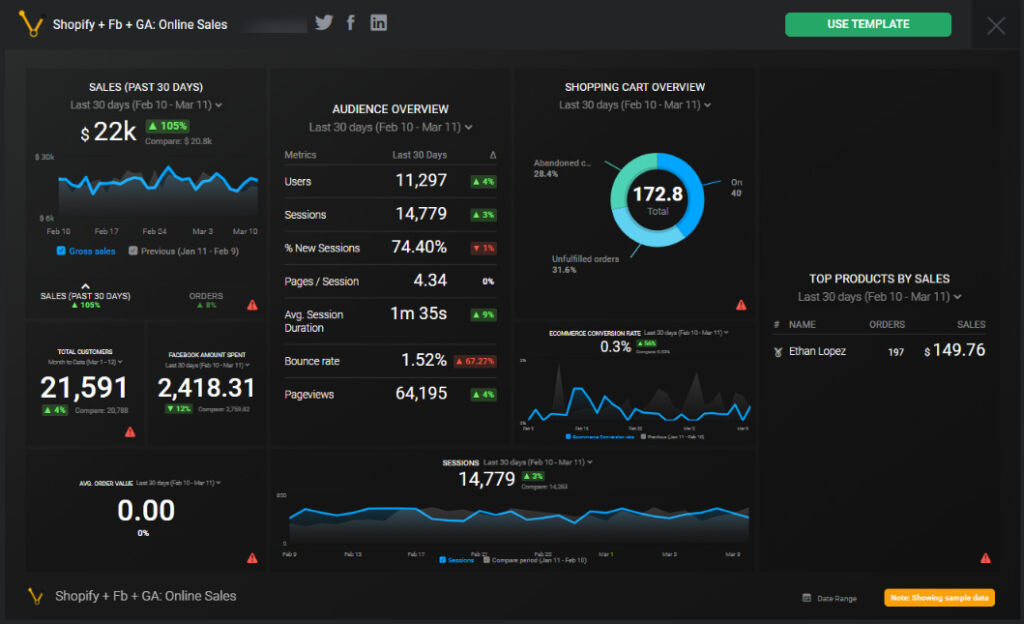 Shopify + Fb + GA: Online Sales
USE TEMPLATE
SALES (PAST 30 DAYS)
Last 30 days (Feb 10 - Mar 11)
$ 22k
▲ 105%
Compare: $ 20.8k
$ 30k
$ 6k
Feb 10 Feb 17 Feb 24 Mar 3 Mar 10
Gross sales Previous (Jan 11 - Feb 9)
SALES (PAST 30 DAYS)
▲ 105%
ORDERS
▲ 8%
AUDIENCE OVERVIEW
Last 30 days (Feb 10 - Mar 11)
Metrics Last 30 Days Δ
Users 11,297 ▲ 4%
Sessions 14,779 ▲ 3%
% New Sessions 74.40% ▼ 1%
Pages / Session 4.34 0%
Avg. Session
Duration 1m 35s ▲ 9%
Bounce rate 1.52% ▲ 67.27%
Pageviews 64,195 ▲ 4%
SHOPPING CART OVERVIEW
Last 30 days (Feb 10 - Mar 11)
Abandoned c...
28.4%
172.8
Total
Unfulfilled orders
31.6%
TOTAL CUSTOMERS
Month to Date (Mar 1 - 12)
21,591
▲ 4% Compare: 20,788
FACEBOOK AMOUNT SPENT
Last 30 days (Feb 10 - Mar 11)
2,418.31
▼ 12%
ECOMMERCE CONVERSION RATE Last 30 days (Feb 10 - Mar 11)
0.3%
▲ 56%
Ecommerce Conversion rate Previous (Jan 11 - Feb 10)
TOP PRODUCTS BY SALES
Last 30 days (Feb 10 - Mar 11)
# NAME ORDERS SALES
Ethan Lopez 197 $ 149.76
AVG. ORDER VALUE Last 30 days (Feb 10 - Mar 11)
0.00
0%
SESSIONS Last 30 days (Feb 10 - Mar 11)
14,779
▲ 3%
Compare: 14,283
800
0
Feb 9 Feb 13 Feb 17 Feb 21 Feb 25 Mar 1 Mar 5 Mar 9
Sessions Compare period (Jan 11 - Feb 10)
Shopify + Fb + GA: Online Sales
Date Range
Note: Showing sample data